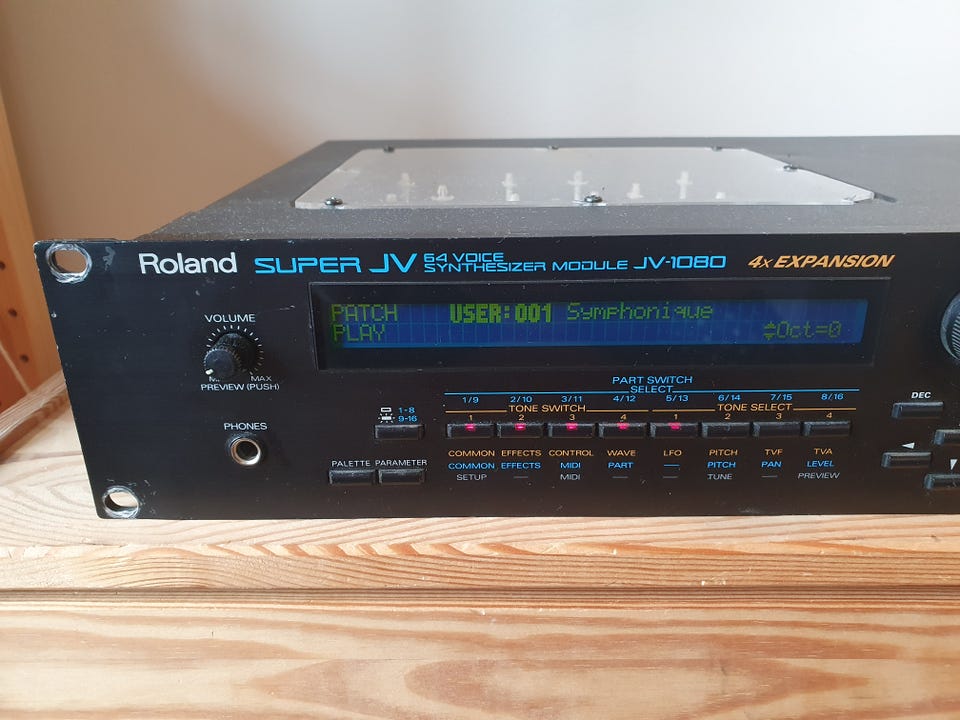 Roland SUPER JV 64 VOICE SYNTHESIZER MODULE JV-1080 4x EXPANSION
PATCH USER:001 Symphonique
PLAY Oct=0
VOLUME
MAX
PREVIEW (PUSH)
PART SWITCH
SELECT
1/9 2/10 3/11 4/12 5/13 6/14 7/15 8/16
TONE SWITCH TONE SELECT
1 2 3 4 1 2 3 4
1-8
9-16
DEC
PHONES
PALETTE PARAMETER
COMMON EFFECTS CONTROL WAVE LFO PITCH TVF TVA
COMMON EFFECTS MIDI PART — PITCH PAN LEVEL
SETUP — MIDI — — TUNE — PREVIEW